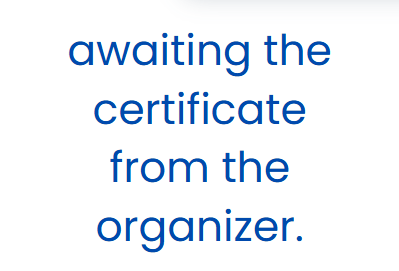 awaiting the
certificate
from the
organizer.